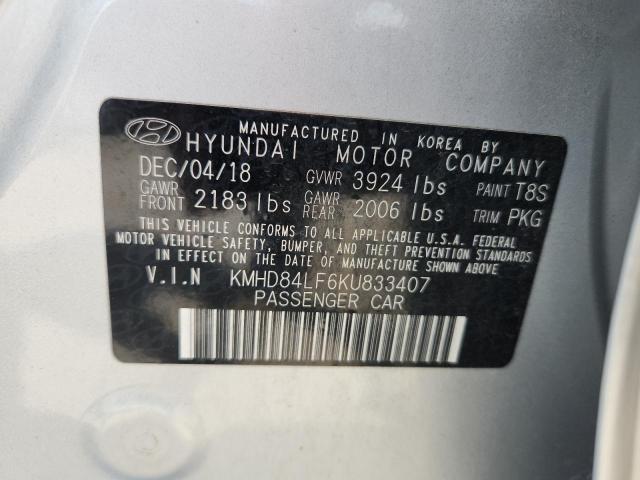 MANUFACTURED IN KOREA BY
HYUNDAI MOTOR COMPANY
DEC/04/18 GVWR 3924 lbs PAINT T8S
GAWR FRONT 2183 lbs GAWR REAR 2006 lbs TRIM PKG
THIS VEHICLE CONFORMS TO ALL APPLICABLE U.S.A. FEDERAL
MOTOR VEHICLE SAFETY, BUMPER, AND THEFT PREVENTION STANDARDS
IN EFFECT ON THE DATE OF MANUFACTURE SHOWN ABOVE
V.I.N KMHD84LF6KU833407
PASSENGER CAR